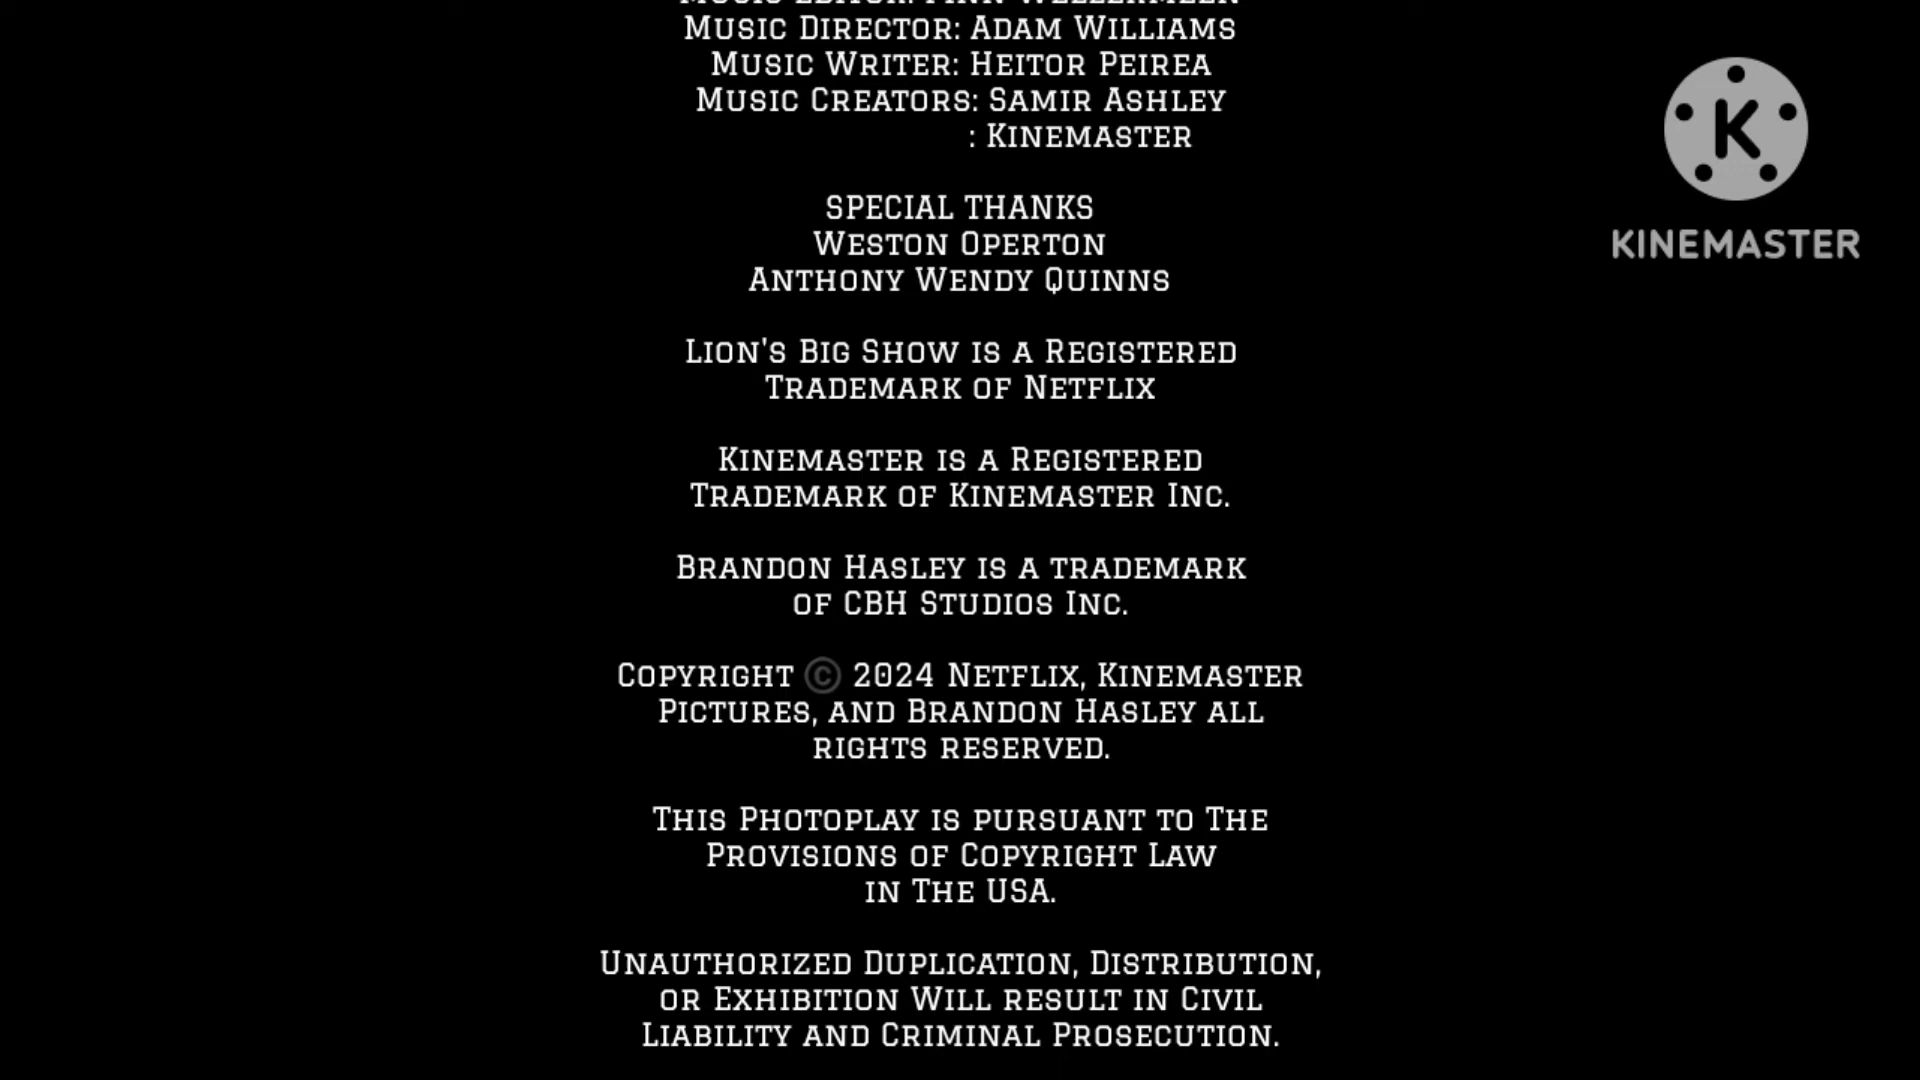 Music Director: Adam Williams
Music Writer: Heitor Peirea
Music Creators: Samir Ashley
: Kinemaster
SPECIAL THANKS
Weston Operton
Anthony Wendy Quinns
Lion's Big Show is a Registered
Trademark of Netflix
Kinemaster is a Registered
Trademark of Kinemaster Inc.
Brandon Hasley is a trademark
of CBH Studios Inc.
Copyright © 2024 Netflix, Kinemaster
Pictures, and Brandon Hasley all
rights reserved.
This Photoplay is pursuant to The
Provisions of Copyright Law
in The USA.
Unauthorized Duplication, Distribution,
or Exhibition Will result in Civil
Liability and Criminal Prosecution.
K
KINEMASTER